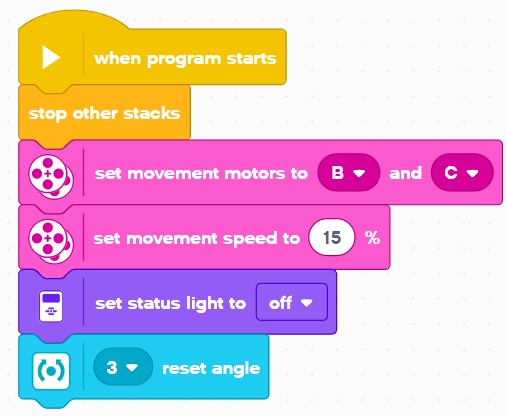 when program starts
stop other stacks
set movement motors to B and C
set movement speed to 15 %
set status light to off
3 reset angle